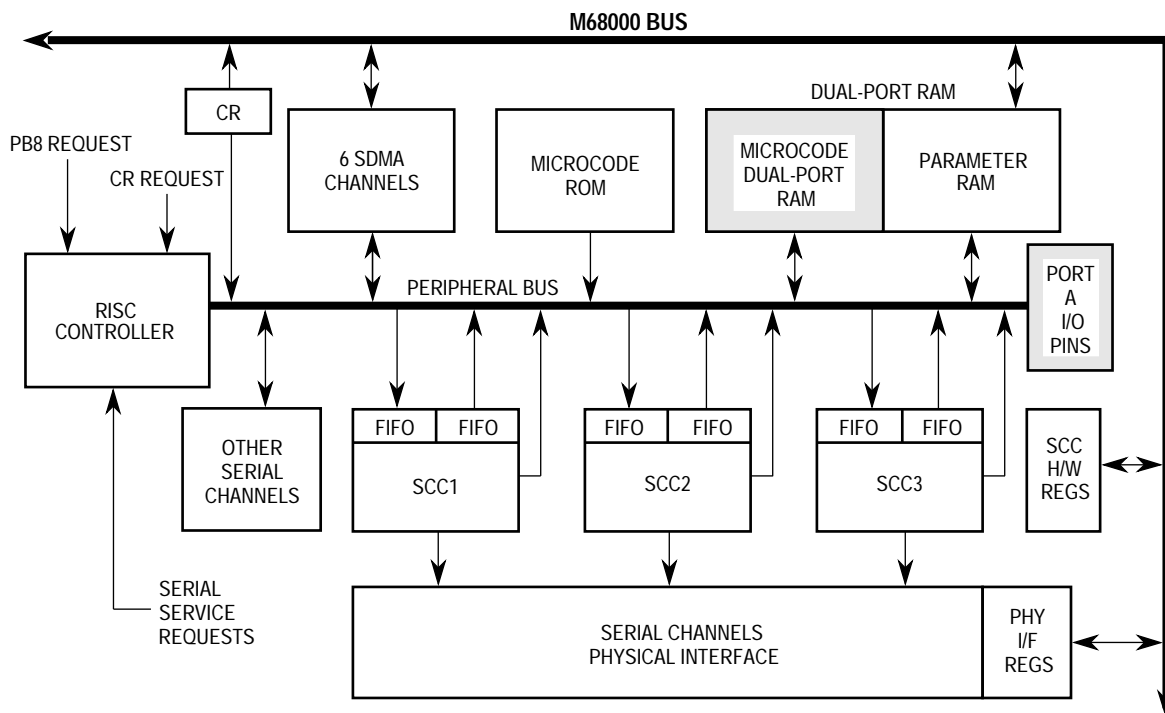 M68000 BUS
CR
DUAL-PORT RAM
PB8 REQUEST
CR REQUEST
6 SDMA
CHANNELS
MICROCODE
ROM
MICROCODE
DUAL-PORT
RAM
PARAMETER
RAM
RISC
CONTROLLER
PERIPHERAL BUS
PORT
A
I/O
PINS
OTHER
SERIAL
CHANNELS
FIFO FIFO
SCC1
FIFO FIFO
SCC2
FIFO FIFO
SCC3
SCC
H/W
REGS
SERIAL
SERVICE
REQUESTS
SERIAL CHANNELS
PHYSICAL INTERFACE
PHY
I/F
REGS